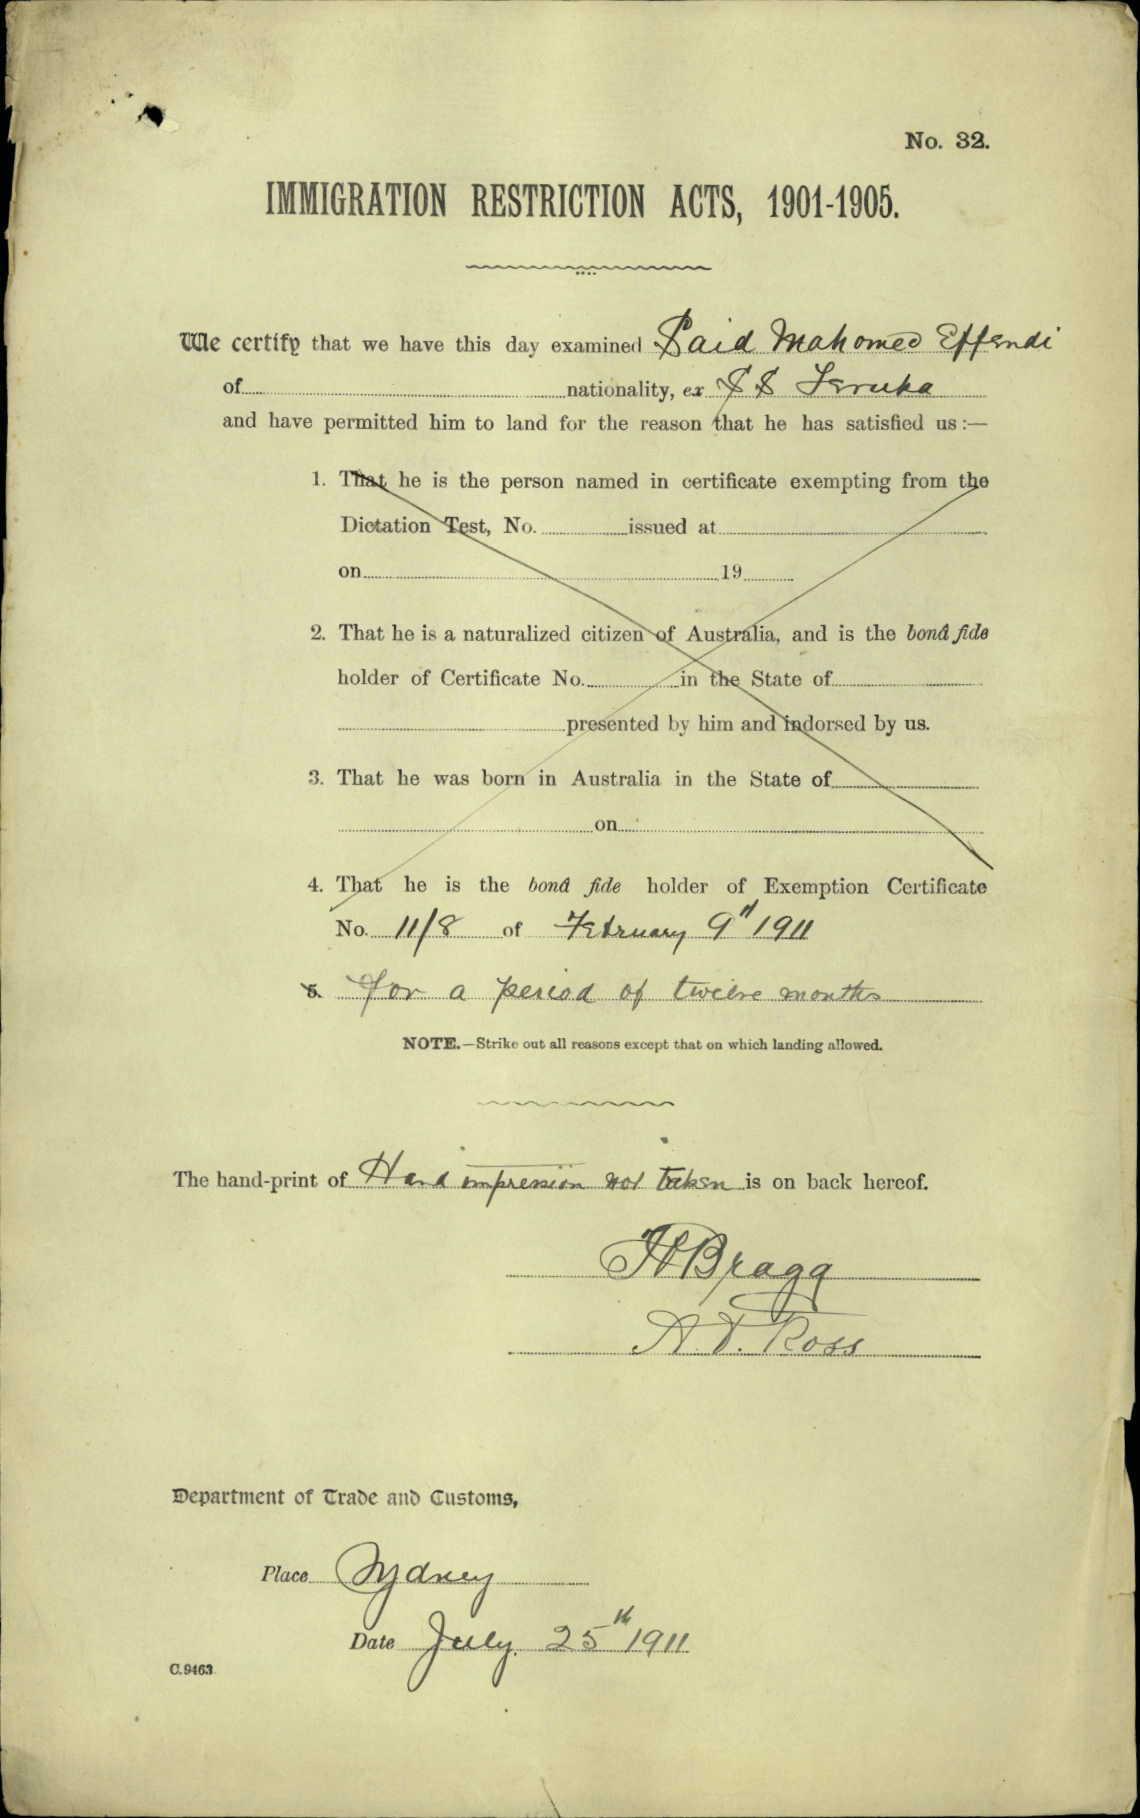 No. 32.
IMMIGRATION RESTRICTION ACTS, 1901-1905.
We certify that we have this day examined Said Mahomed Effendi
of nationality, ex SS Levuka
and have permitted him to land for the reason that he has satisfied us :—
1. That he is the person named in certificate exempting from the
Dictation Test, No. issued at
on 19
2. That he is a naturalized citizen of Australia, and is the bonâ fide
holder of Certificate No. in the State of
presented by him and indorsed by us.
3. That he was born in Australia in the State of
on
4. That he is the bonâ fide holder of Exemption Certificate
No. 11/8 of February 9th 1911
5. for a period of twelve months
NOTE.—Strike out all reasons except that on which landing allowed.
The hand-print of Hand impression not taken is on back hereof.
Bragg
A. D. Ross
Department of Trade and Customs,
Place Sydney
Date July 25th 1911
C.9463